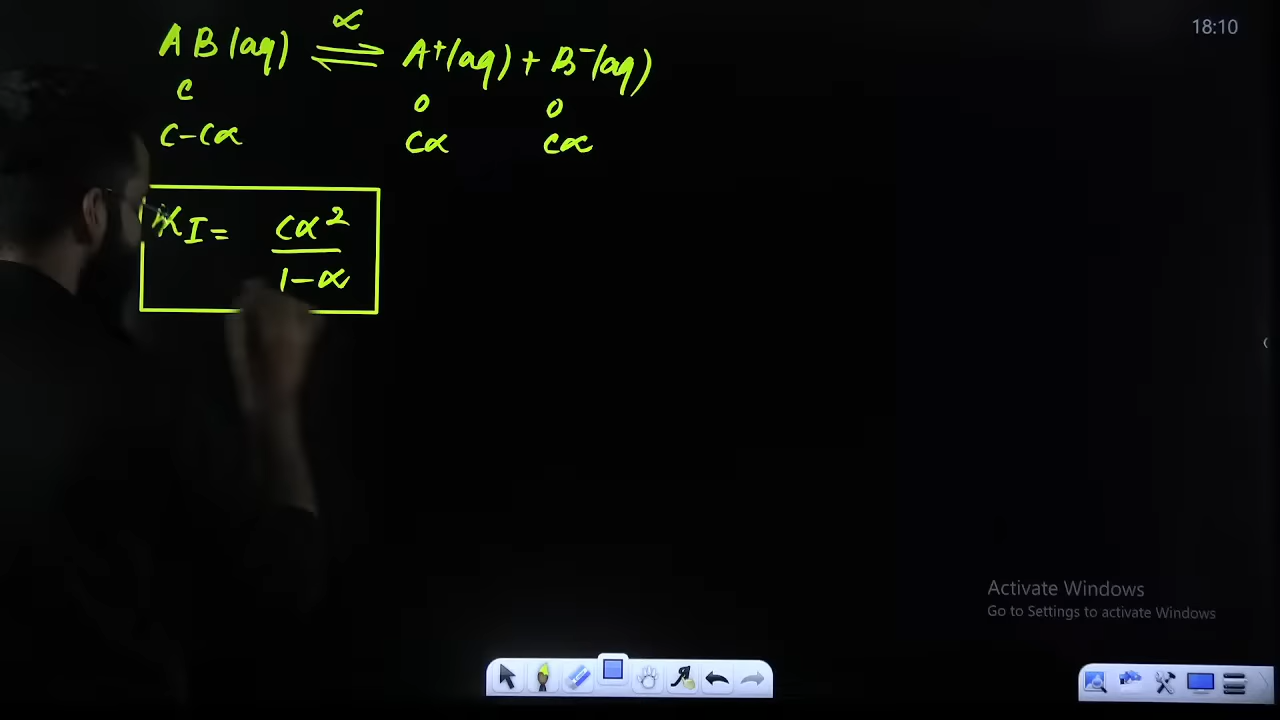 18:10
AB(aq) ⇌ A⁺(aq) + B⁻(aq)
α
C 0 0
C-Cα Cα Cα
K_I = Cα²
1-α
Activate Windows
Go to Settings to activate Windows